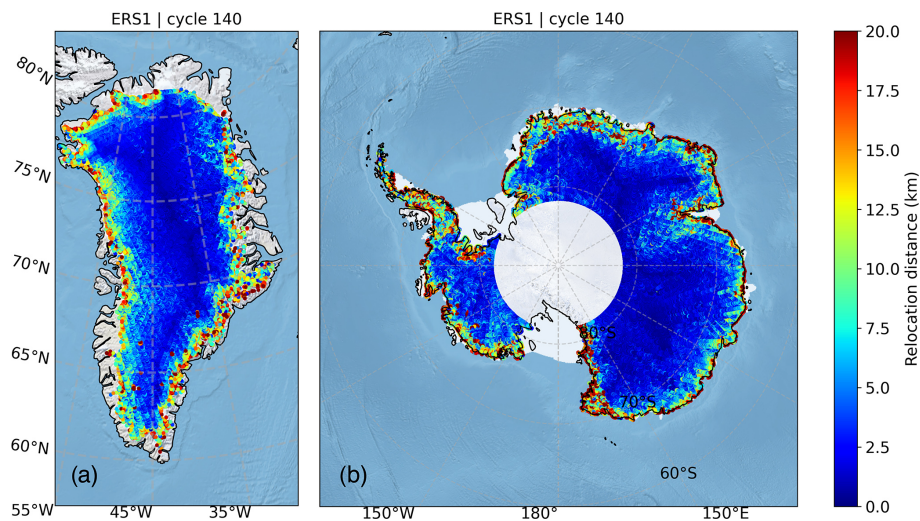 ERS1 | cycle 140
80°N
75°N
70°N
65°N
60°N
55°W
45°W
35°W
(a)
ERS1 | cycle 140
80°S
70°S
60°S
(b)
150°W
180°
150°E
20.0
17.5
15.0
12.5
10.0
7.5
5.0
2.5
0.0
Relocation distance (km)